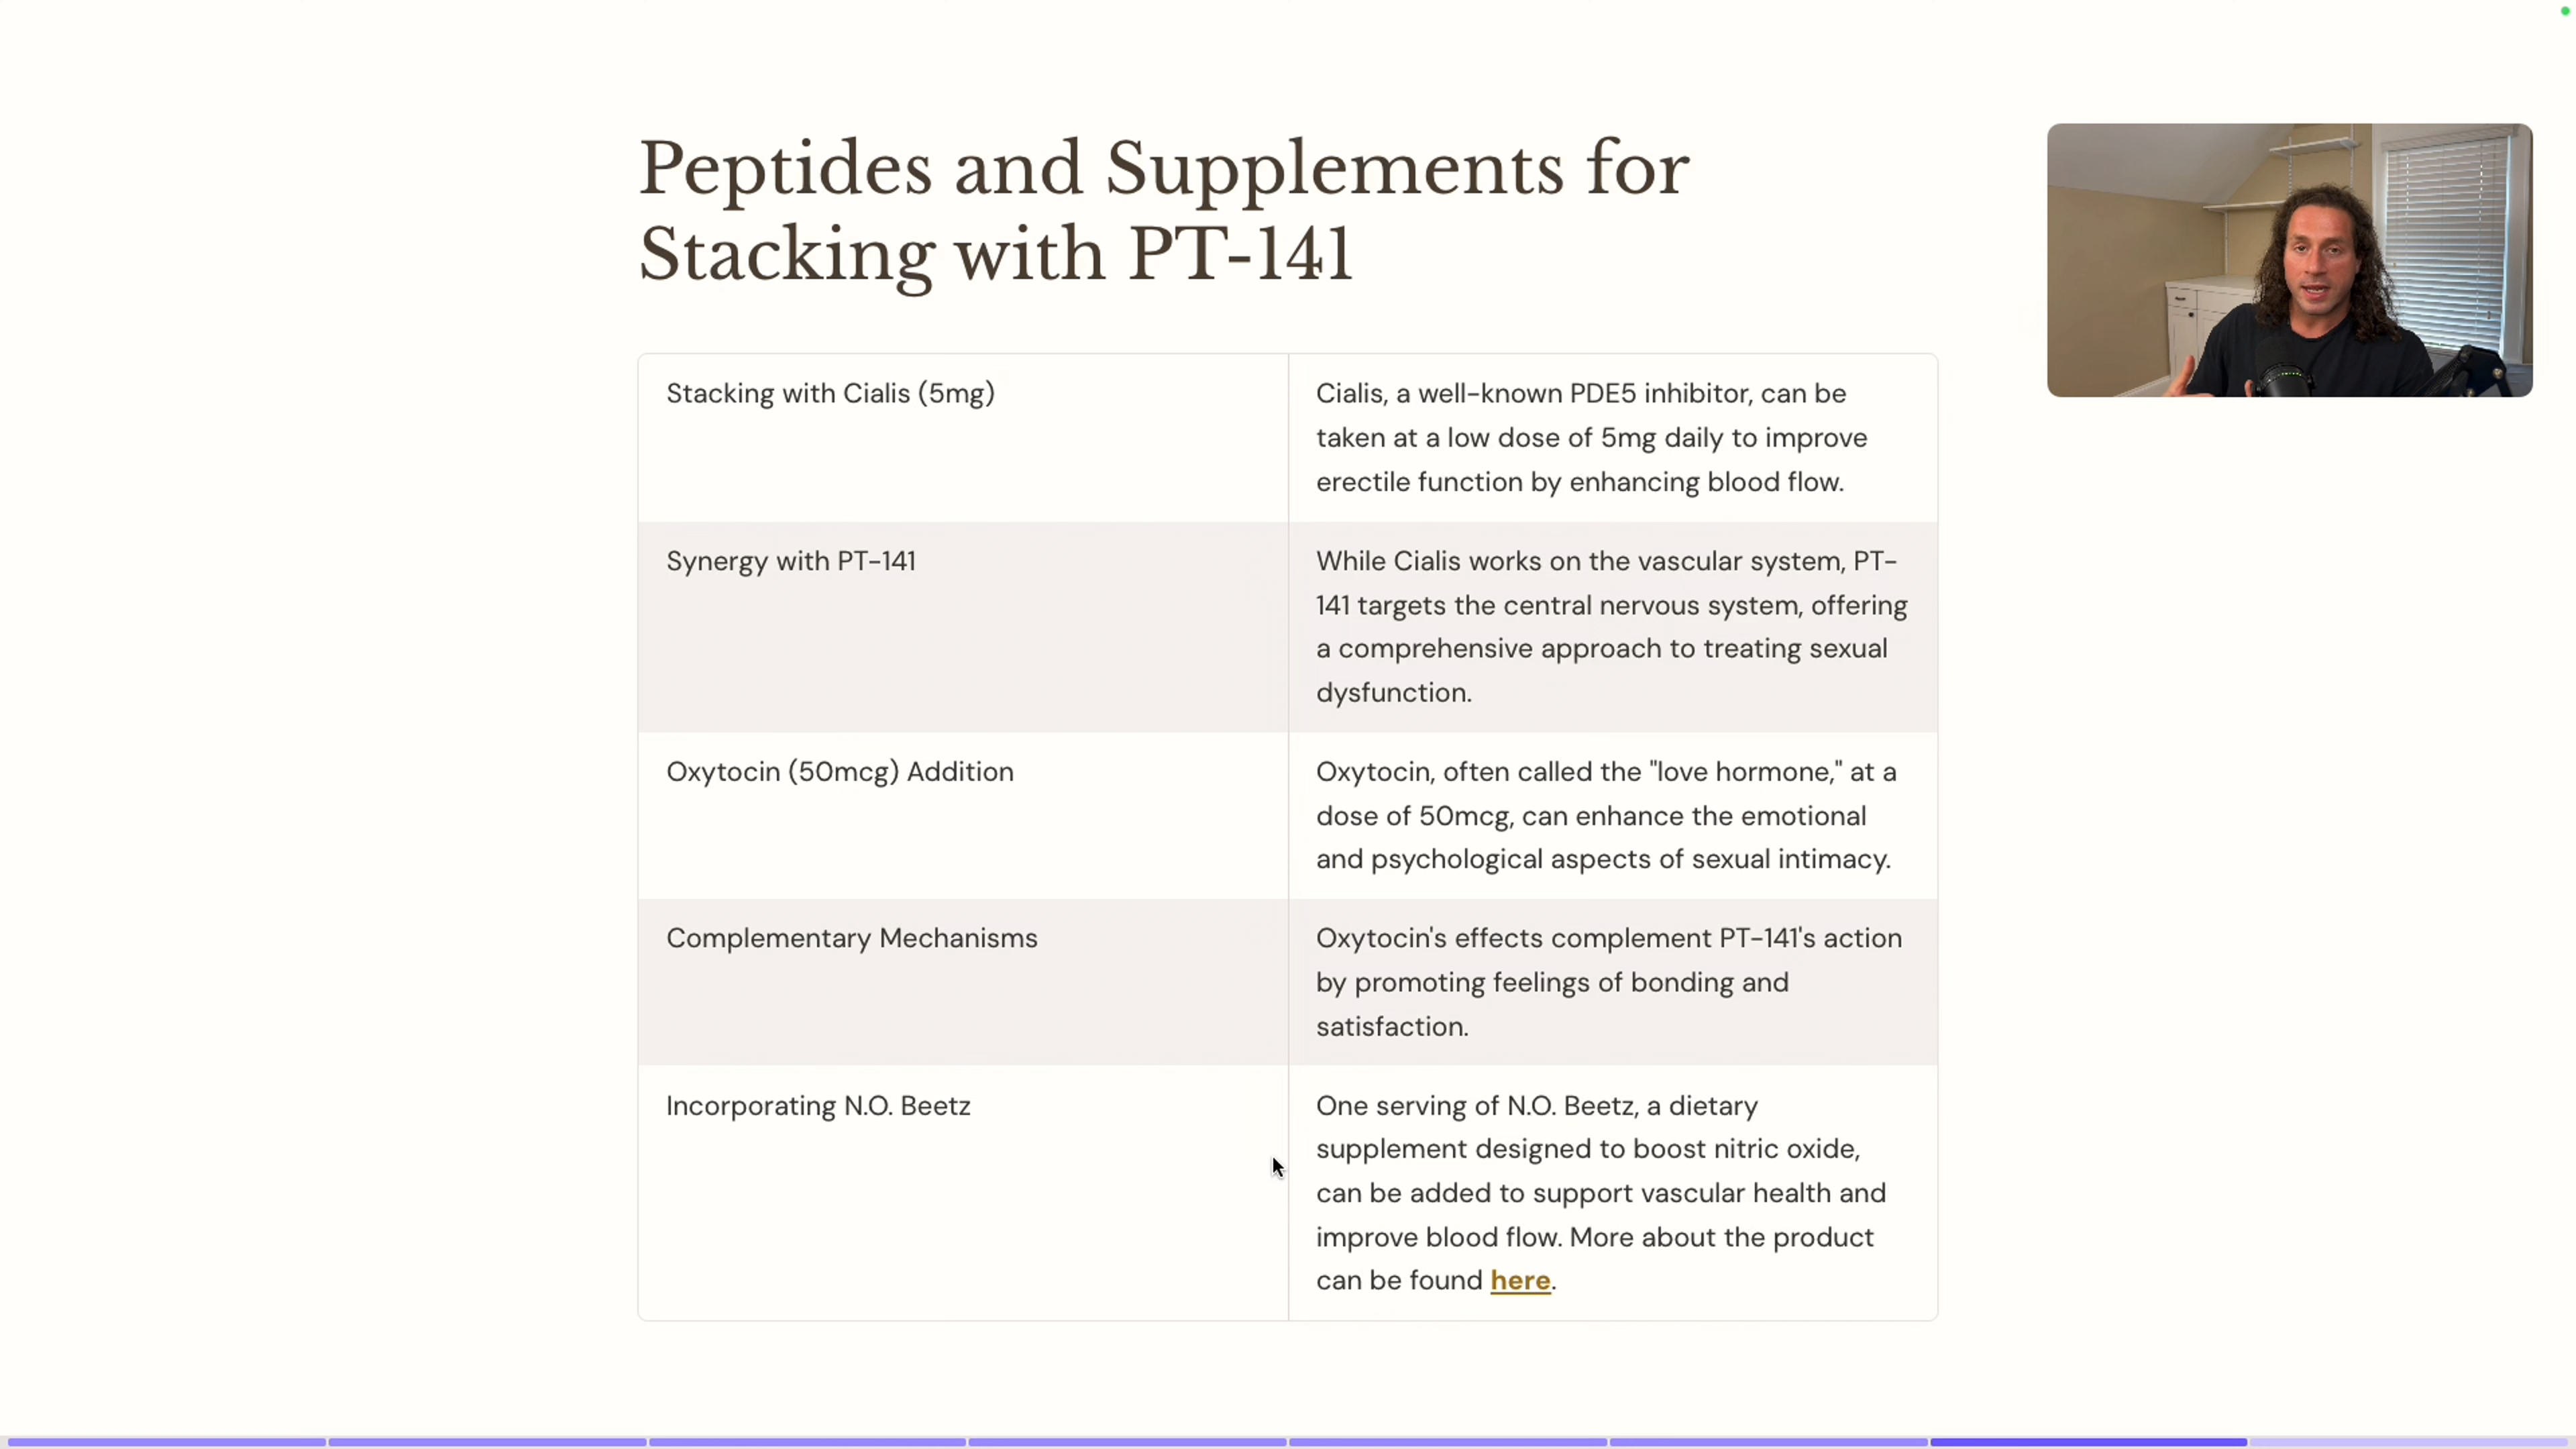 Peptides and Supplements for
Stacking with PT-141
Stacking with Cialis (5mg)
Cialis, a well-known PDE5 inhibitor, can be
taken at a low dose of 5mg daily to improve
erectile function by enhancing blood flow.
Synergy with PT-141
While Cialis works on the vascular system, PT-
141 targets the central nervous system, offering
a comprehensive approach to treating sexual
dysfunction.
Oxytocin (50mcg) Addition
Oxytocin, often called the "love hormone," at a
dose of 50mcg, can enhance the emotional
and psychological aspects of sexual intimacy.
Complementary Mechanisms
Oxytocin's effects complement PT-141's action
by promoting feelings of bonding and
satisfaction.
Incorporating N.O. Beetz
One serving of N.O. Beetz, a dietary
supplement designed to boost nitric oxide,
can be added to support vascular health and
improve blood flow. More about the product
can be found here.